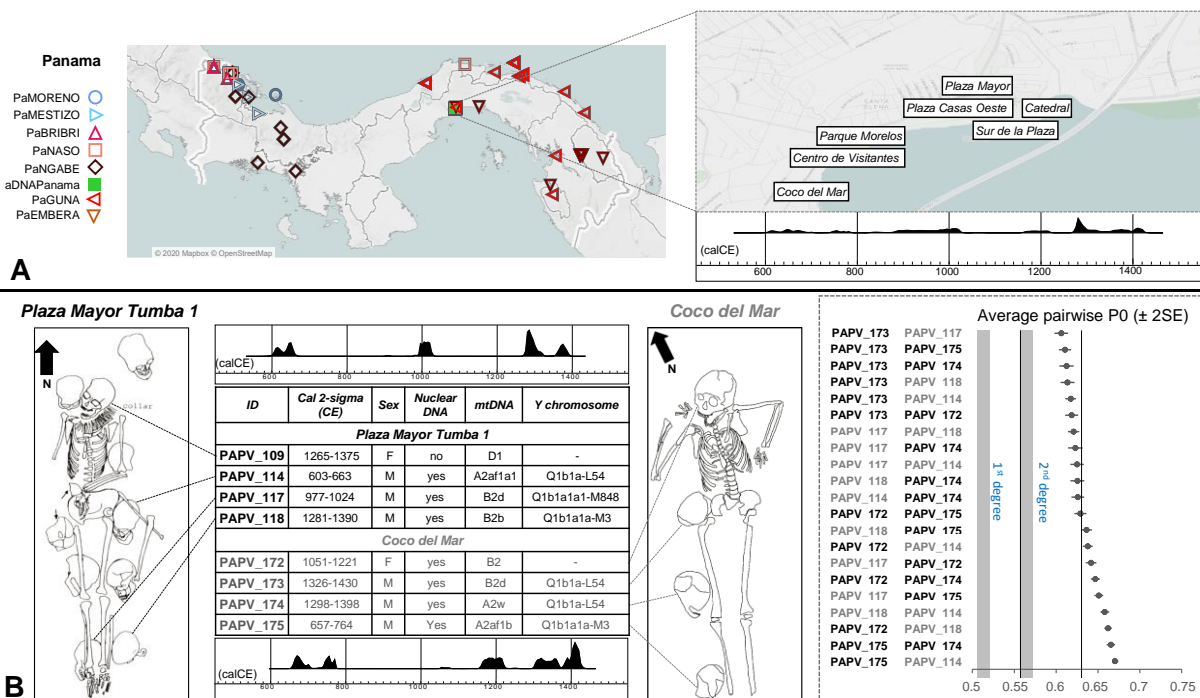 Panama
PaMORENO
PaMESTIZO
PaBRIBRI
PaNASO
PaNGABE
aDNAPanama
PaGUNA
PaEMBERA
© 2020 Mapbox © OpenStreetMap
A
Plaza Mayor
Plaza Casas Oeste
Catedral
Sur de la Plaza
Parque Morelos
Centro de Visitantes
Coco del Mar
(calCE)
600 800 1000 1200 1400
Plaza Mayor Tumba 1
N
collar
(calCE)
600 800 1000 1200 1400
ID Cal 2-sigma (CE) Sex Nuclear DNA mtDNA Y chromosome
Plaza Mayor Tumba 1
PAPV_109 1265-1375 F no D1 -
PAPV_114 603-663 M yes A2af1a1 Q1b1a-L54
PAPV_117 977-1024 M yes B2d Q1b1a1a1-M848
PAPV_118 1281-1390 M yes B2b Q1b1a1a-M3
Coco del Mar
PAPV_172 1051-1221 F yes B2 -
PAPV_173 1326-1430 M yes B2d Q1b1a-L54
PAPV_174 1298-1398 M yes A2w Q1b1a-L54
PAPV_175 657-764 M Yes A2af1b Q1b1a1a-M3
(calCE)
600 800 1000 1200 1400
B
Coco del Mar
N
Average pairwise P0 (± 2SE)
PAPV_173 PAPV_117
PAPV_173 PAPV_175
PAPV_173 PAPV_174
PAPV_173 PAPV_118
PAPV_173 PAPV_114
PAPV_173 PAPV_172
PAPV 117 PAPV_118
PAPV 117 PAPV_174
PAPV 117 PAPV_114
PAPV_118 PAPV_174
PAPV_114 PAPV_174
PAPV 172 PAPV_175
PAPV_118 PAPV 175
PAPV 172 PAPV_114
PAPV_117 PAPV_172
PAPV 172 PAPV_174
PAPV 117 PAPV 175
PAPV_118 PAPV 114
PAPV_172 PAPV_118
PAPV_175 PAPV 174
PAPV_175 PAPV_114
1st degree
2nd degree
0.5 0.55 0.6 0.65 0.7 0.75